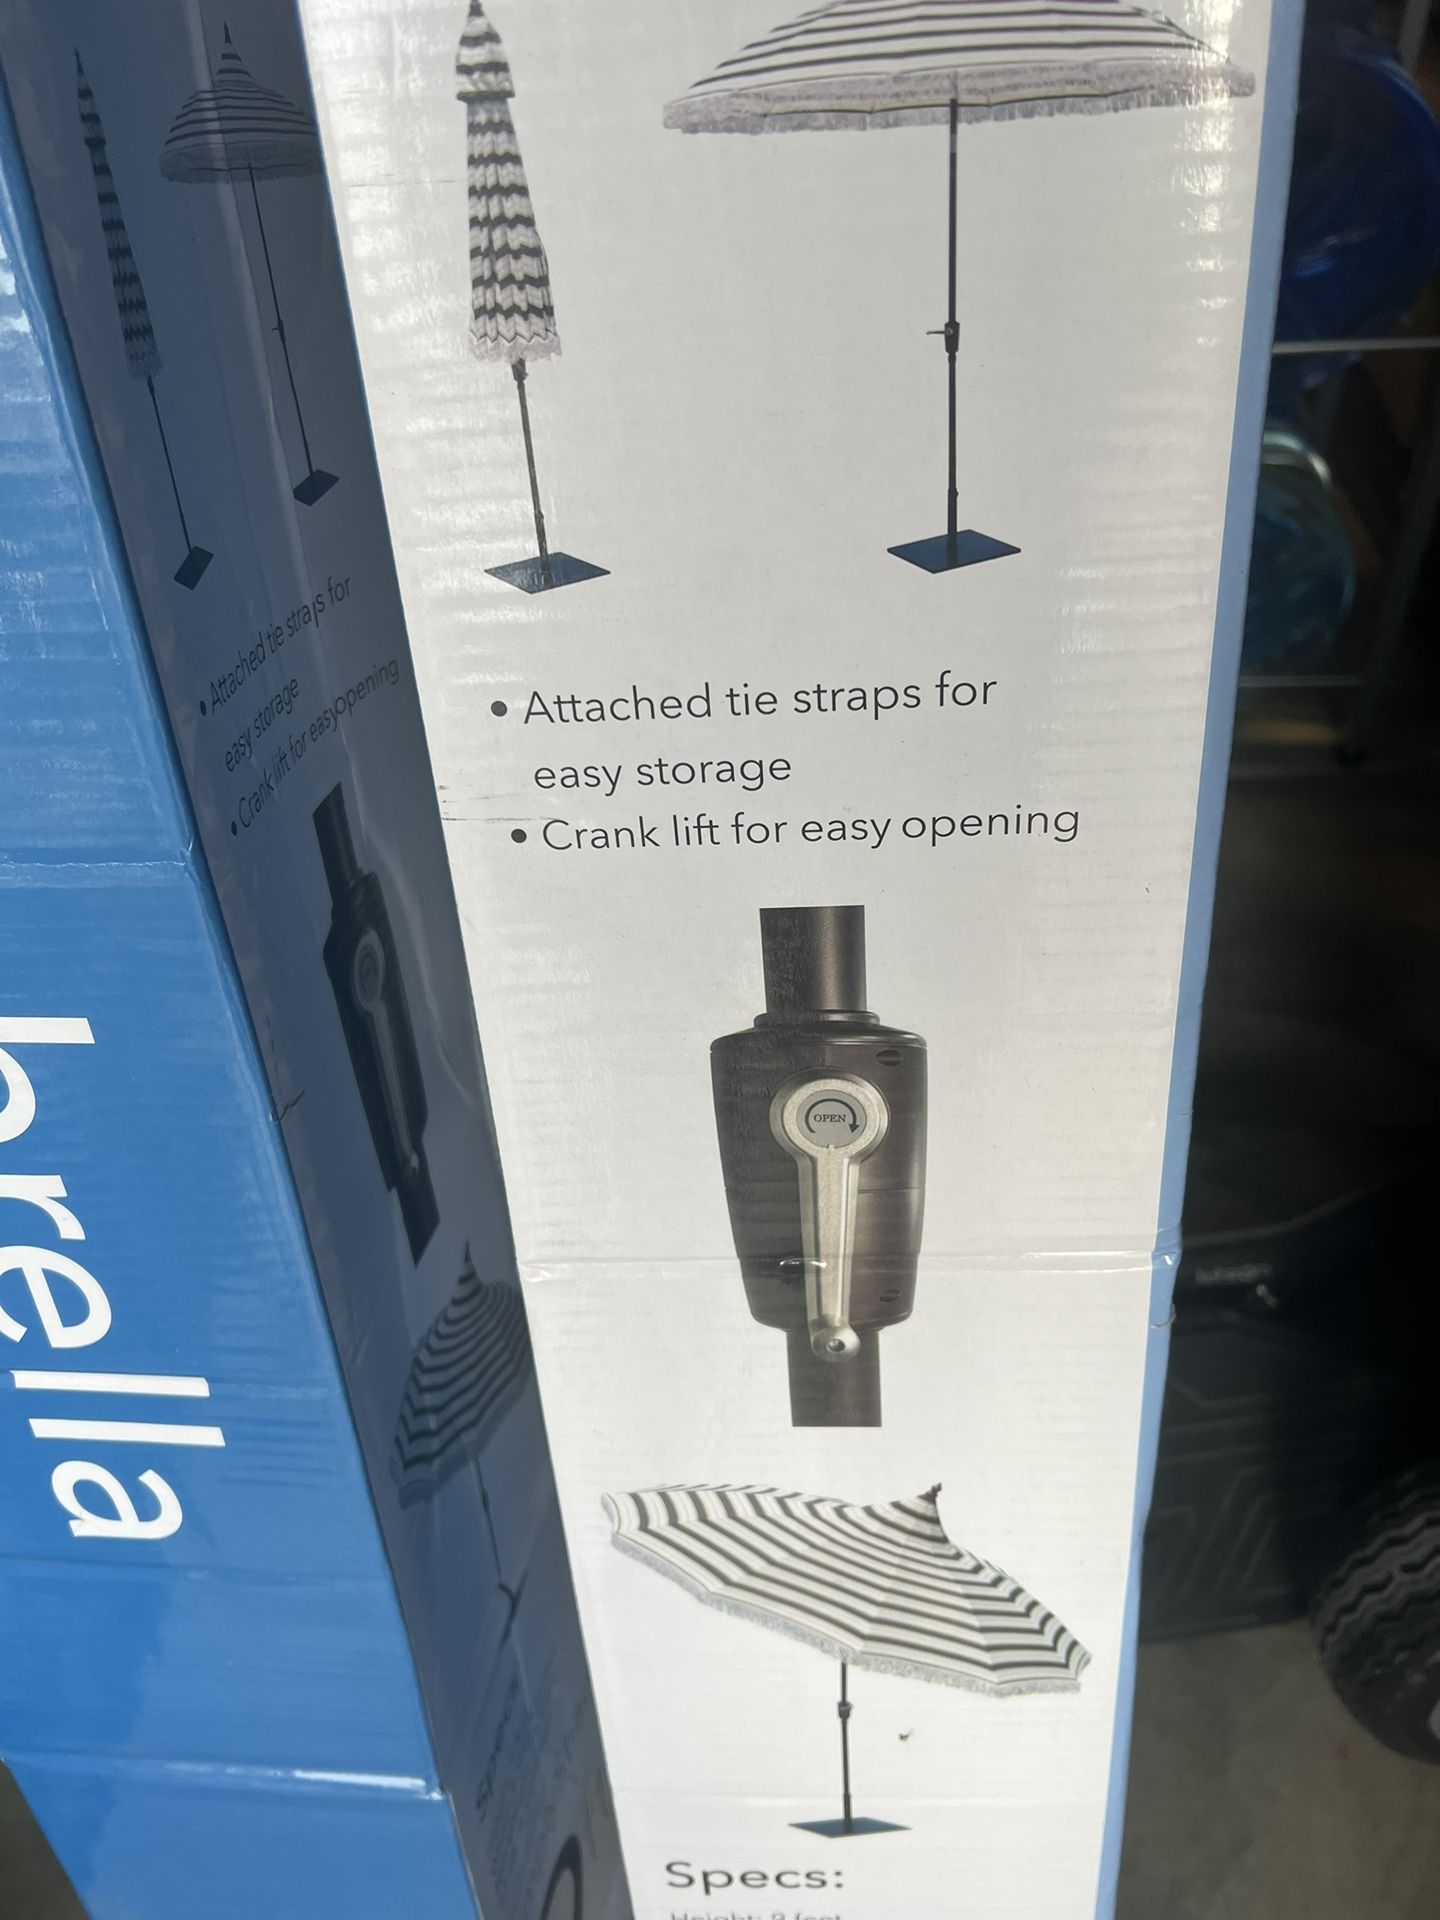 • Attached tie straps for
easy storage
• Crank lift for easy opening
OPEN
Specs:
brella
• Attached tie straps for
easy storage
• Crank lift for easy opening